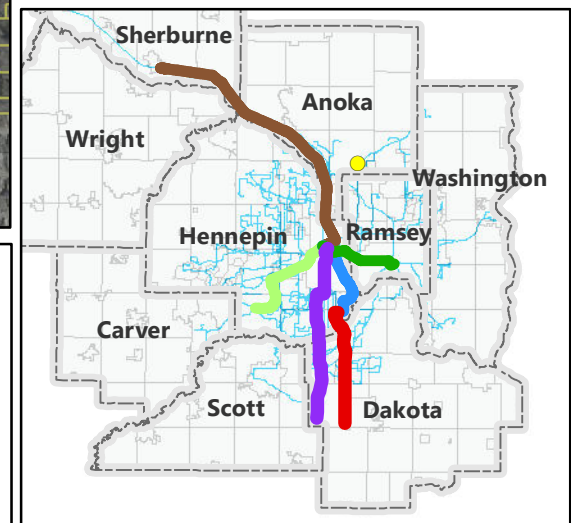 Sherburne
Anoka
Wright
Washington
Hennepin
Ramsey
Carver
Scott
Dakota